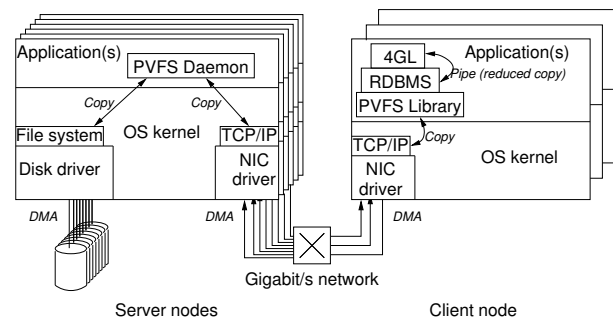 Application(s)
PVFS Daemon
Copy
Copy
File system
OS kernel
TCP/IP
Disk driver
NIC
driver
DMA
DMA
Server nodes
Gigabit/s network
Application(s)
4GL
Pipe (reduced copy)
RDBMS
PVFS Library
Copy
TCP/IP
OS kernel
NIC
driver
DMA
Client node